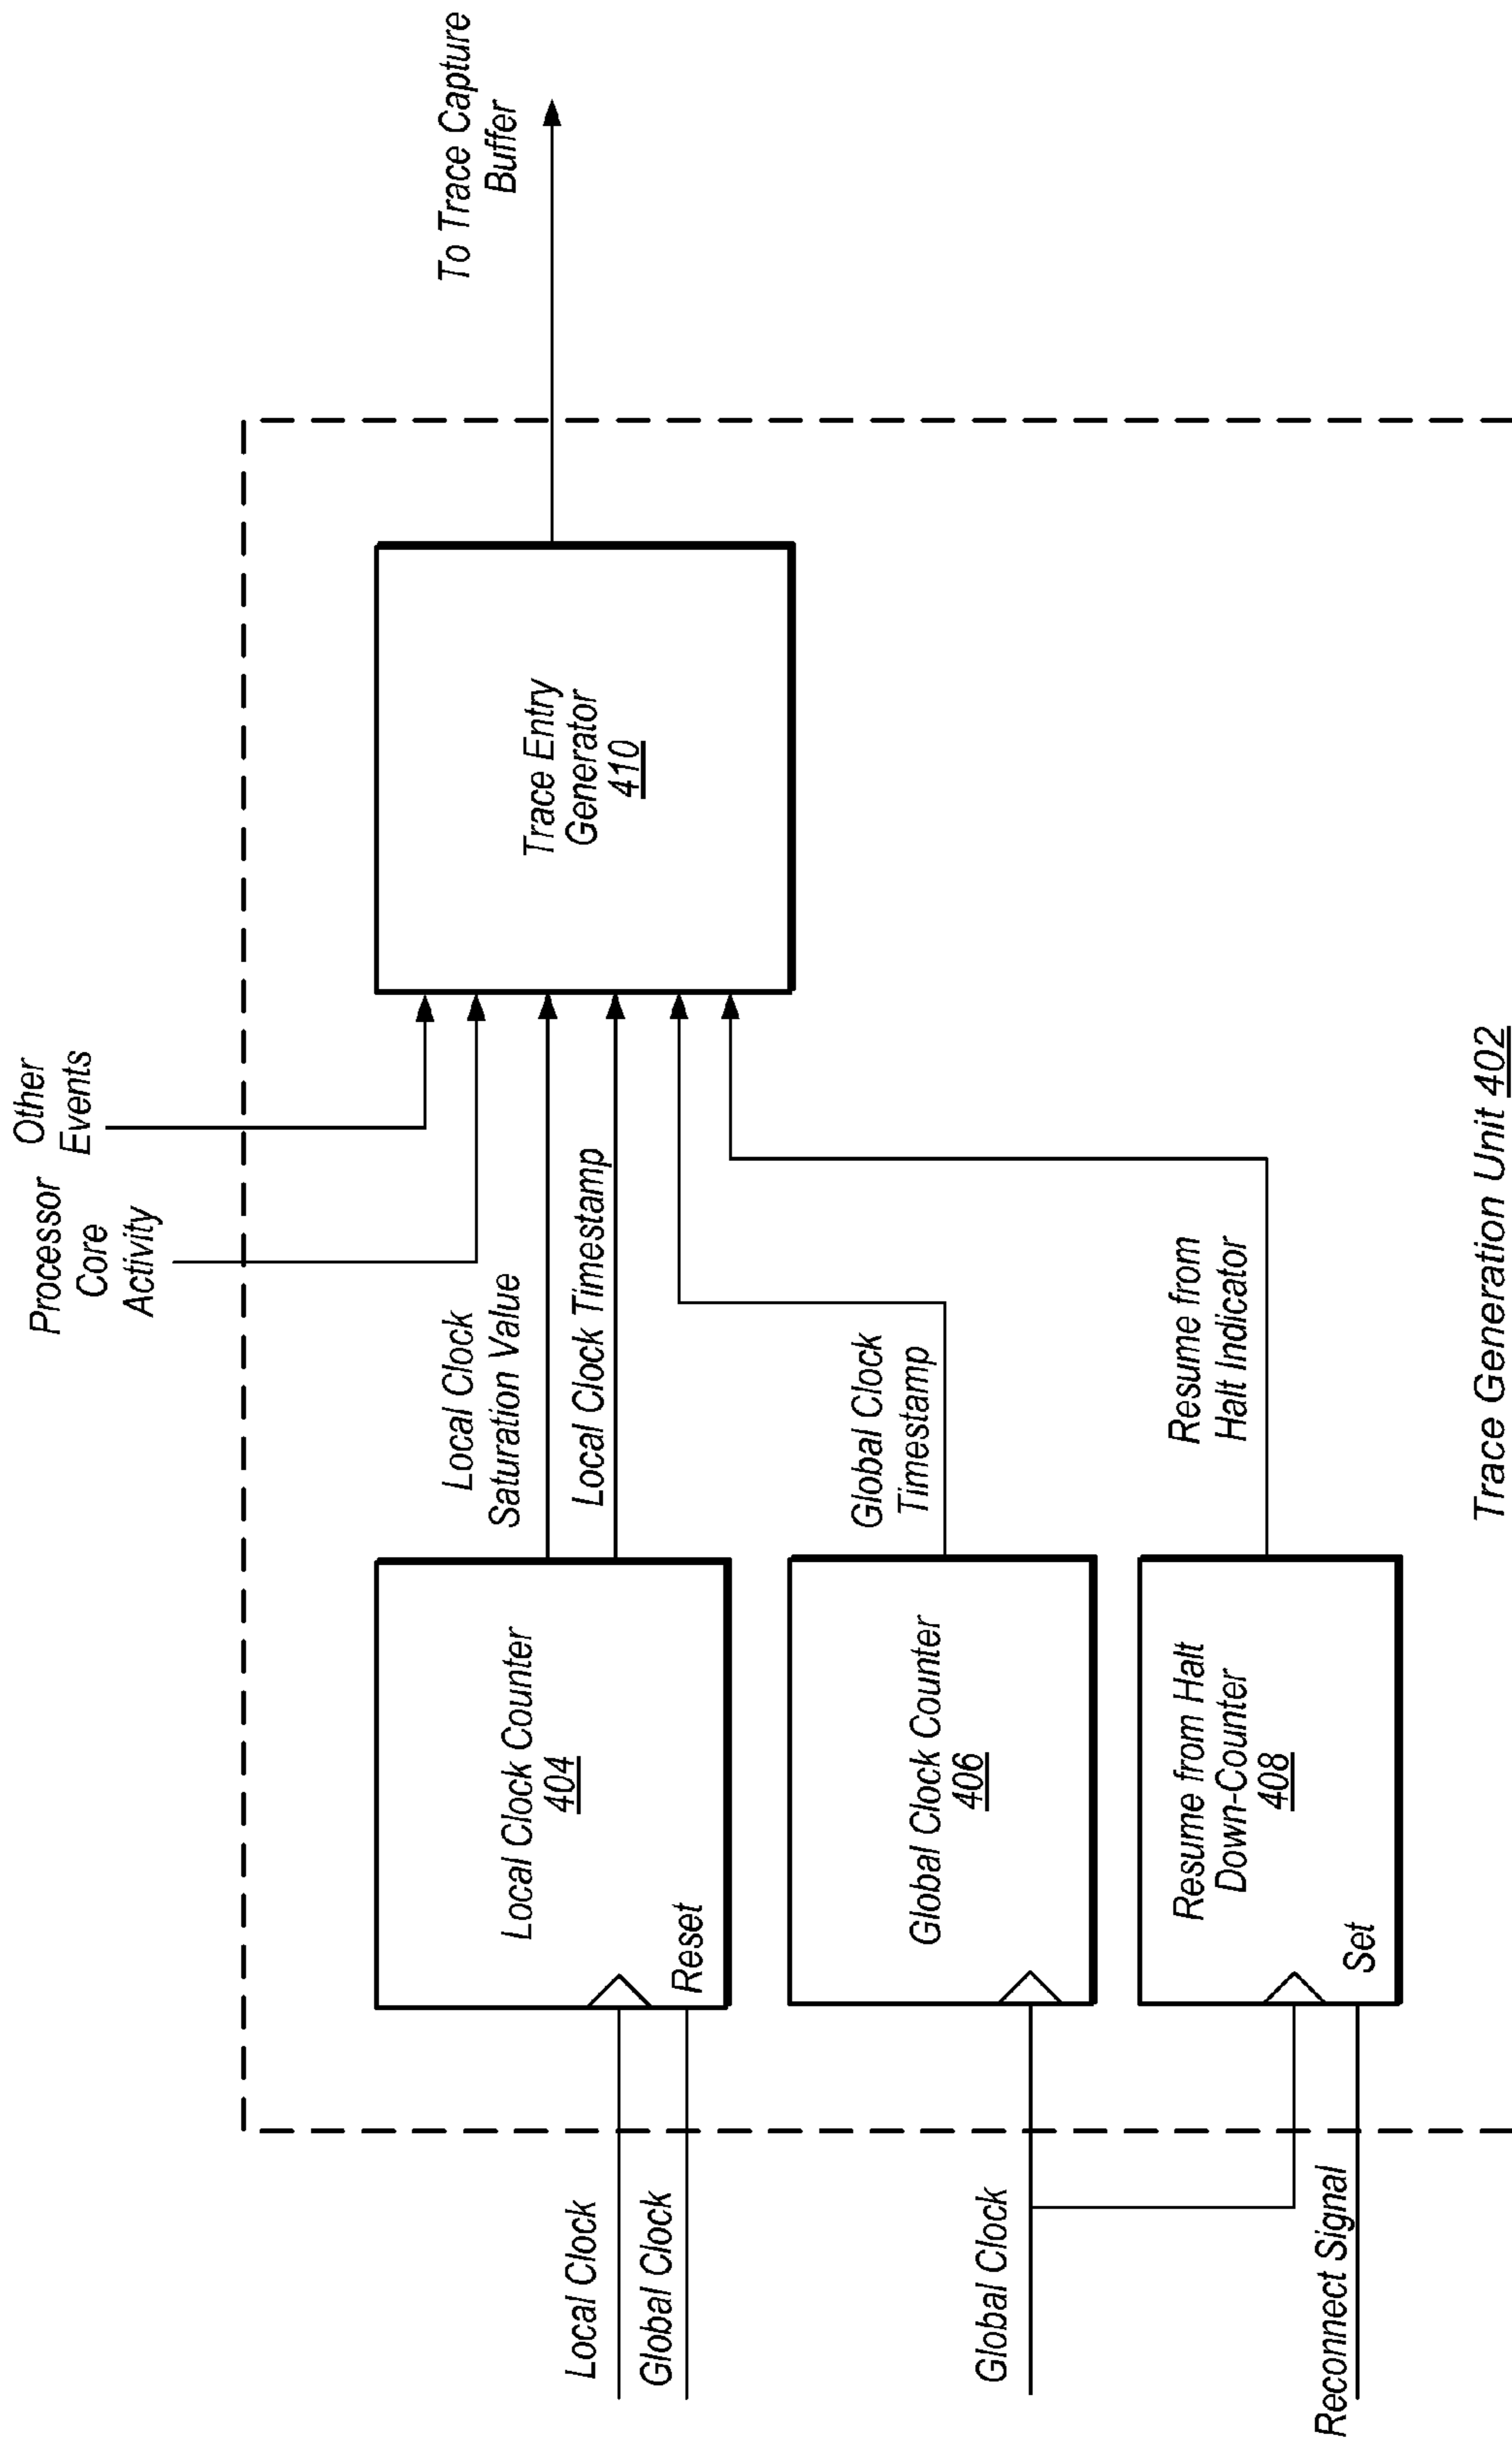 Other
Events
Processor
Core
Activity
To Trace Capture
Buffer
Local Clock
Global Clock
Local Clock Counter
404
Reset
Local Clock
Saturation Value
Local Clock Timestamp
Trace Entry
Generator
410
Global Clock
Global Clock Counter
406
Global Clock
Timestamp
Reconnect Signal
Resume from Halt
Down-Counter
408
Set
Resume from
Halt Indicator
Trace Generation Unit 402